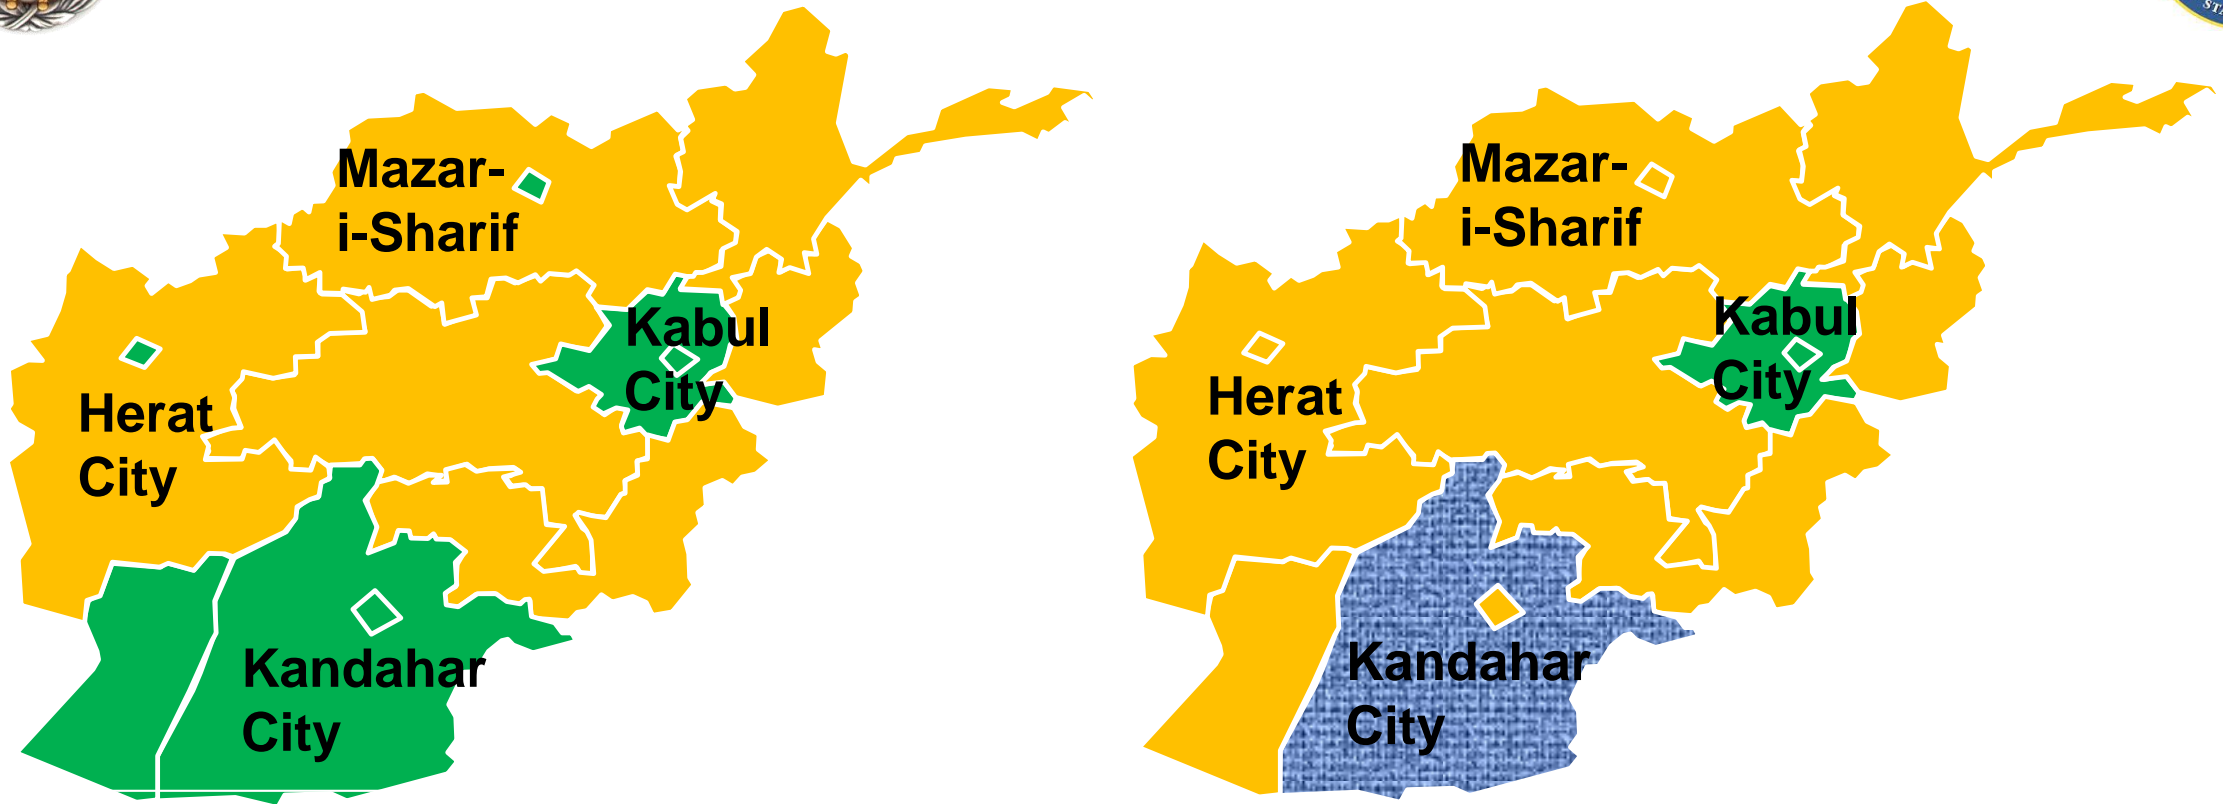 Mazar-
i-Sharif
Kabul
City
Herat
City
Kandahar
City
Mazar-
i-Sharif
Kabul
City
Herat
City
Kandahar
City